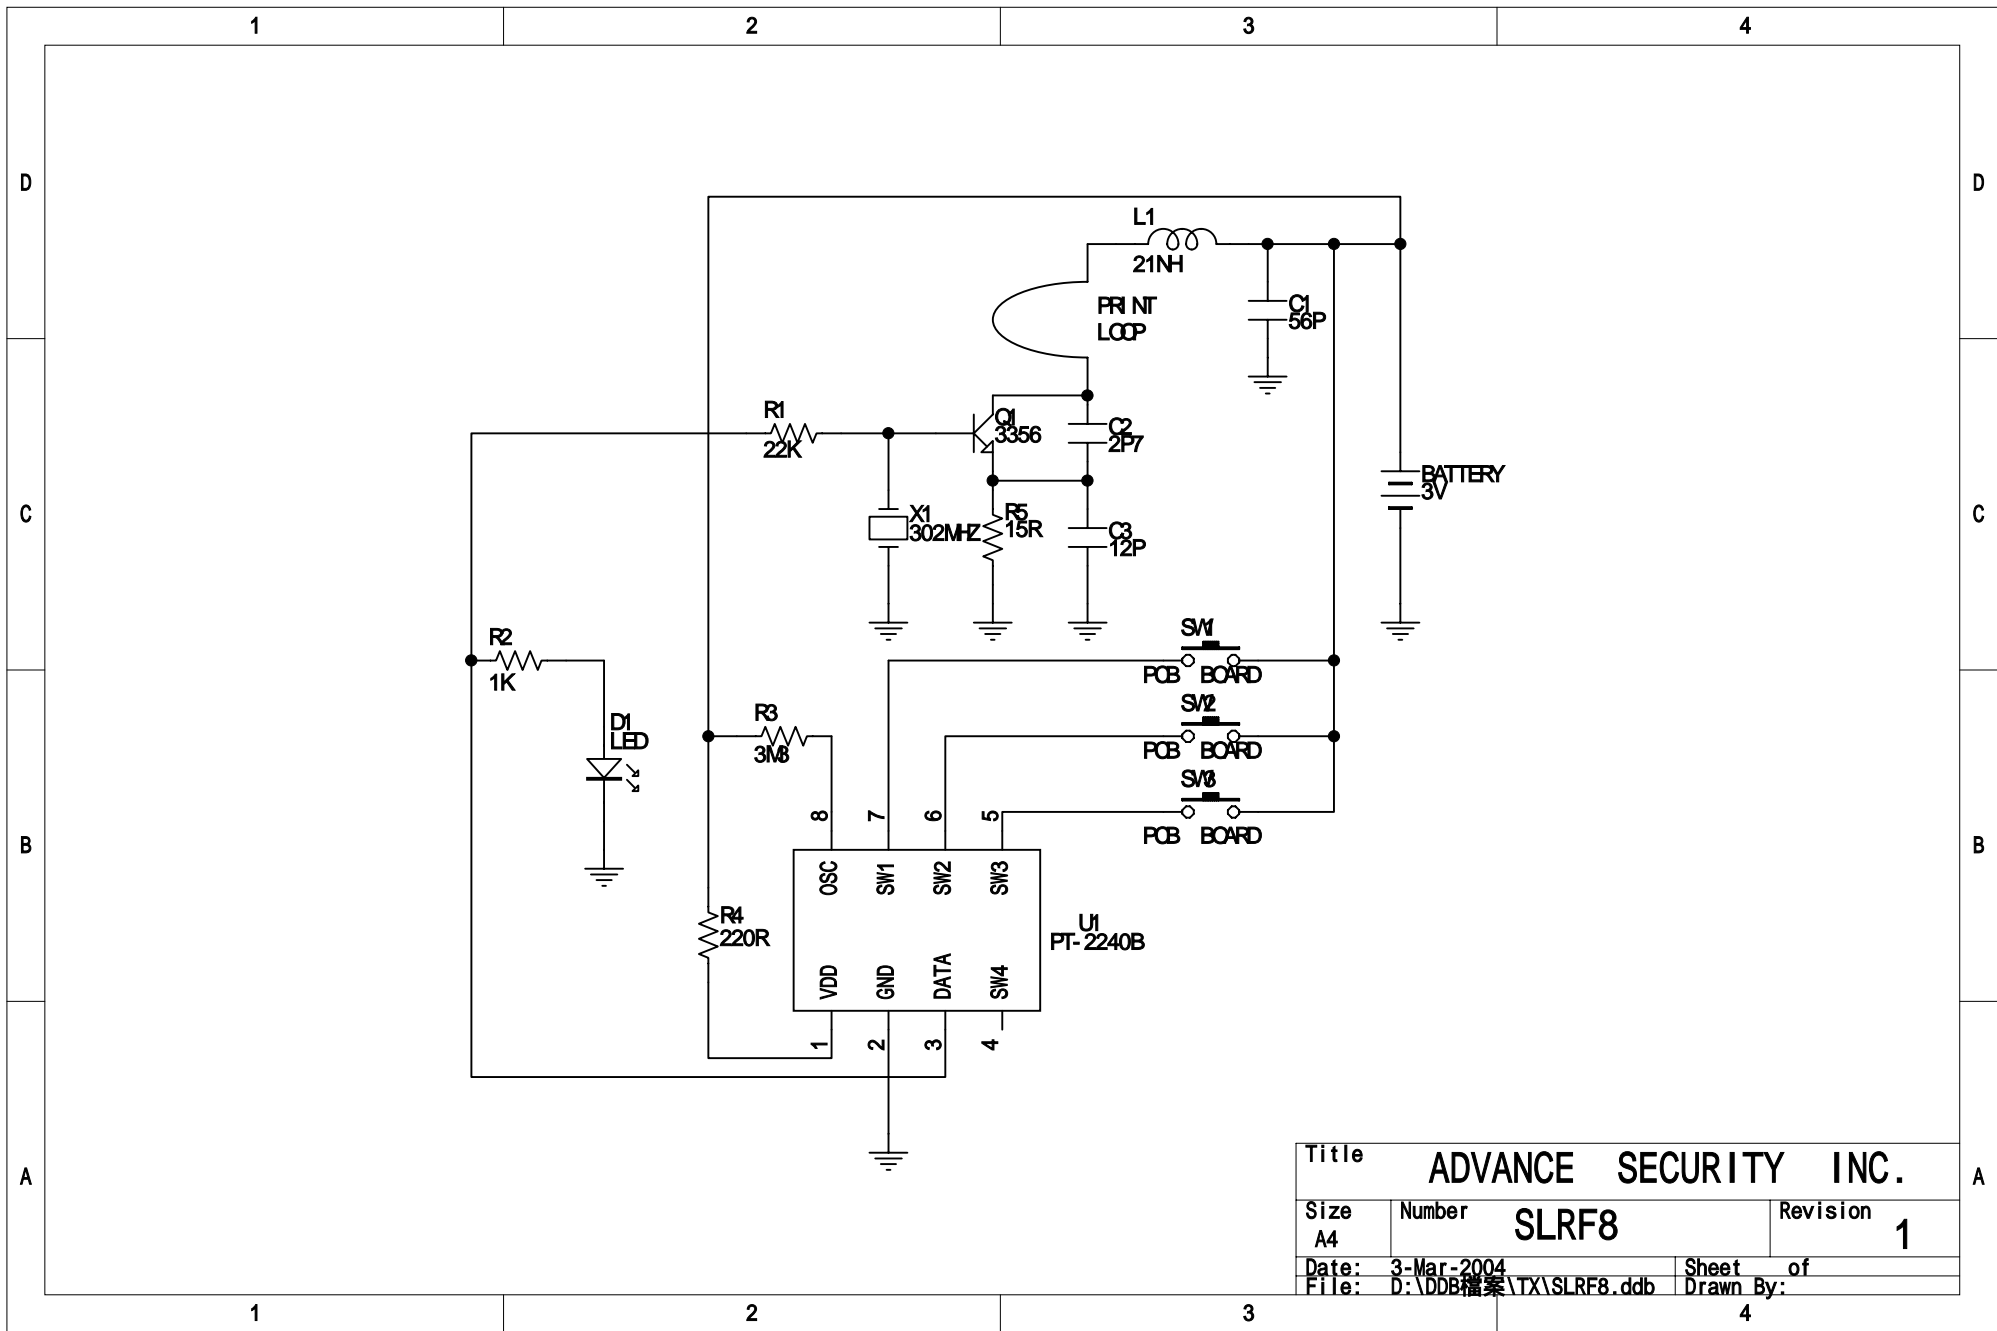 1 2 3 4
D D
L1
21NH
PRINT
LOOP
C1
56P
R1
22K
Q1
3356
C2
2P7
BATTERY
3V
C C
X1
302MHZ
R5
15R
C3
12P
R2
1K
SW1
PCB BOARD
D1
LED
R3
3M3
SW2
PCB BOARD
SW3
PCB BOARD
8 7 6 5
B B
OSC SW1 SW2 SW3
R4
220R
U1
PT-2240B
VDD GND DATA SW4
1 2 3 4
A A
Title
ADVANCE SECURITY INC.
Size
A4
Number
SLRF8
Revision
1
Date: 3-Mar-2004
Sheet of
File: D:\DDB檔案\TX\SLRF8.ddb
Drawn By:
1 2 3 4